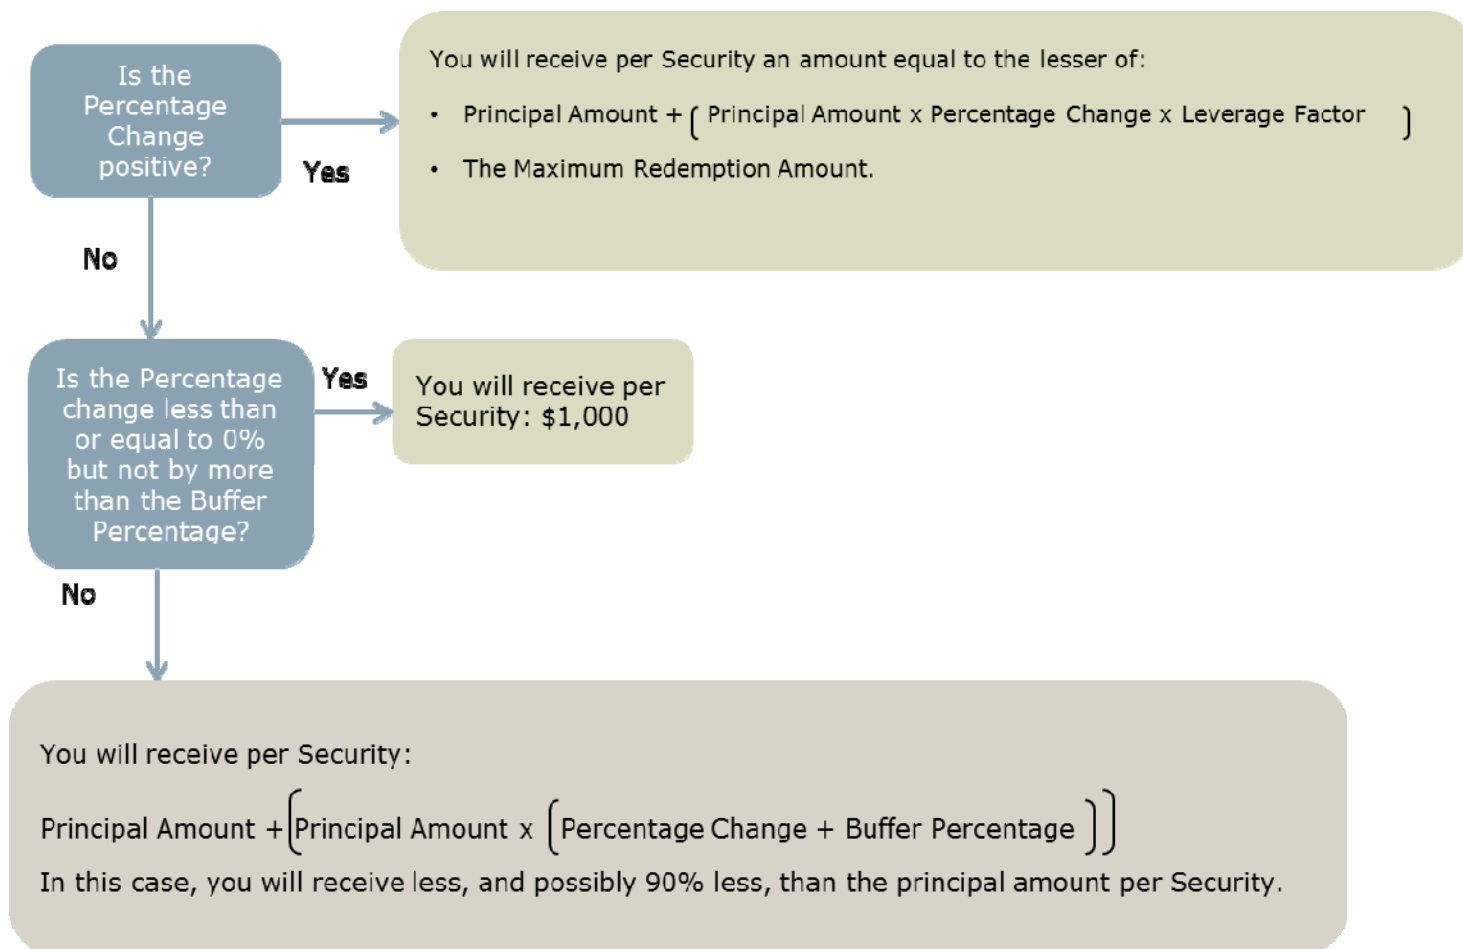 Is the
Percentage
Change
positive?
Yes
You will receive per Security an amount equal to the lesser of:
• Principal Amount + ( Principal Amount x Percentage Change x Leverage Factor )
• The Maximum Redemption Amount.
No
Is the Percentage
change less than
or equal to 0%
but not by more
than the Buffer
Percentage?
Yes
You will receive per
Security: $1,000
No
You will receive per Security:
Principal Amount + (Principal Amount x (Percentage Change + Buffer Percentage ))
In this case, you will receive less, and possibly 90% less, than the principal amount per Security.